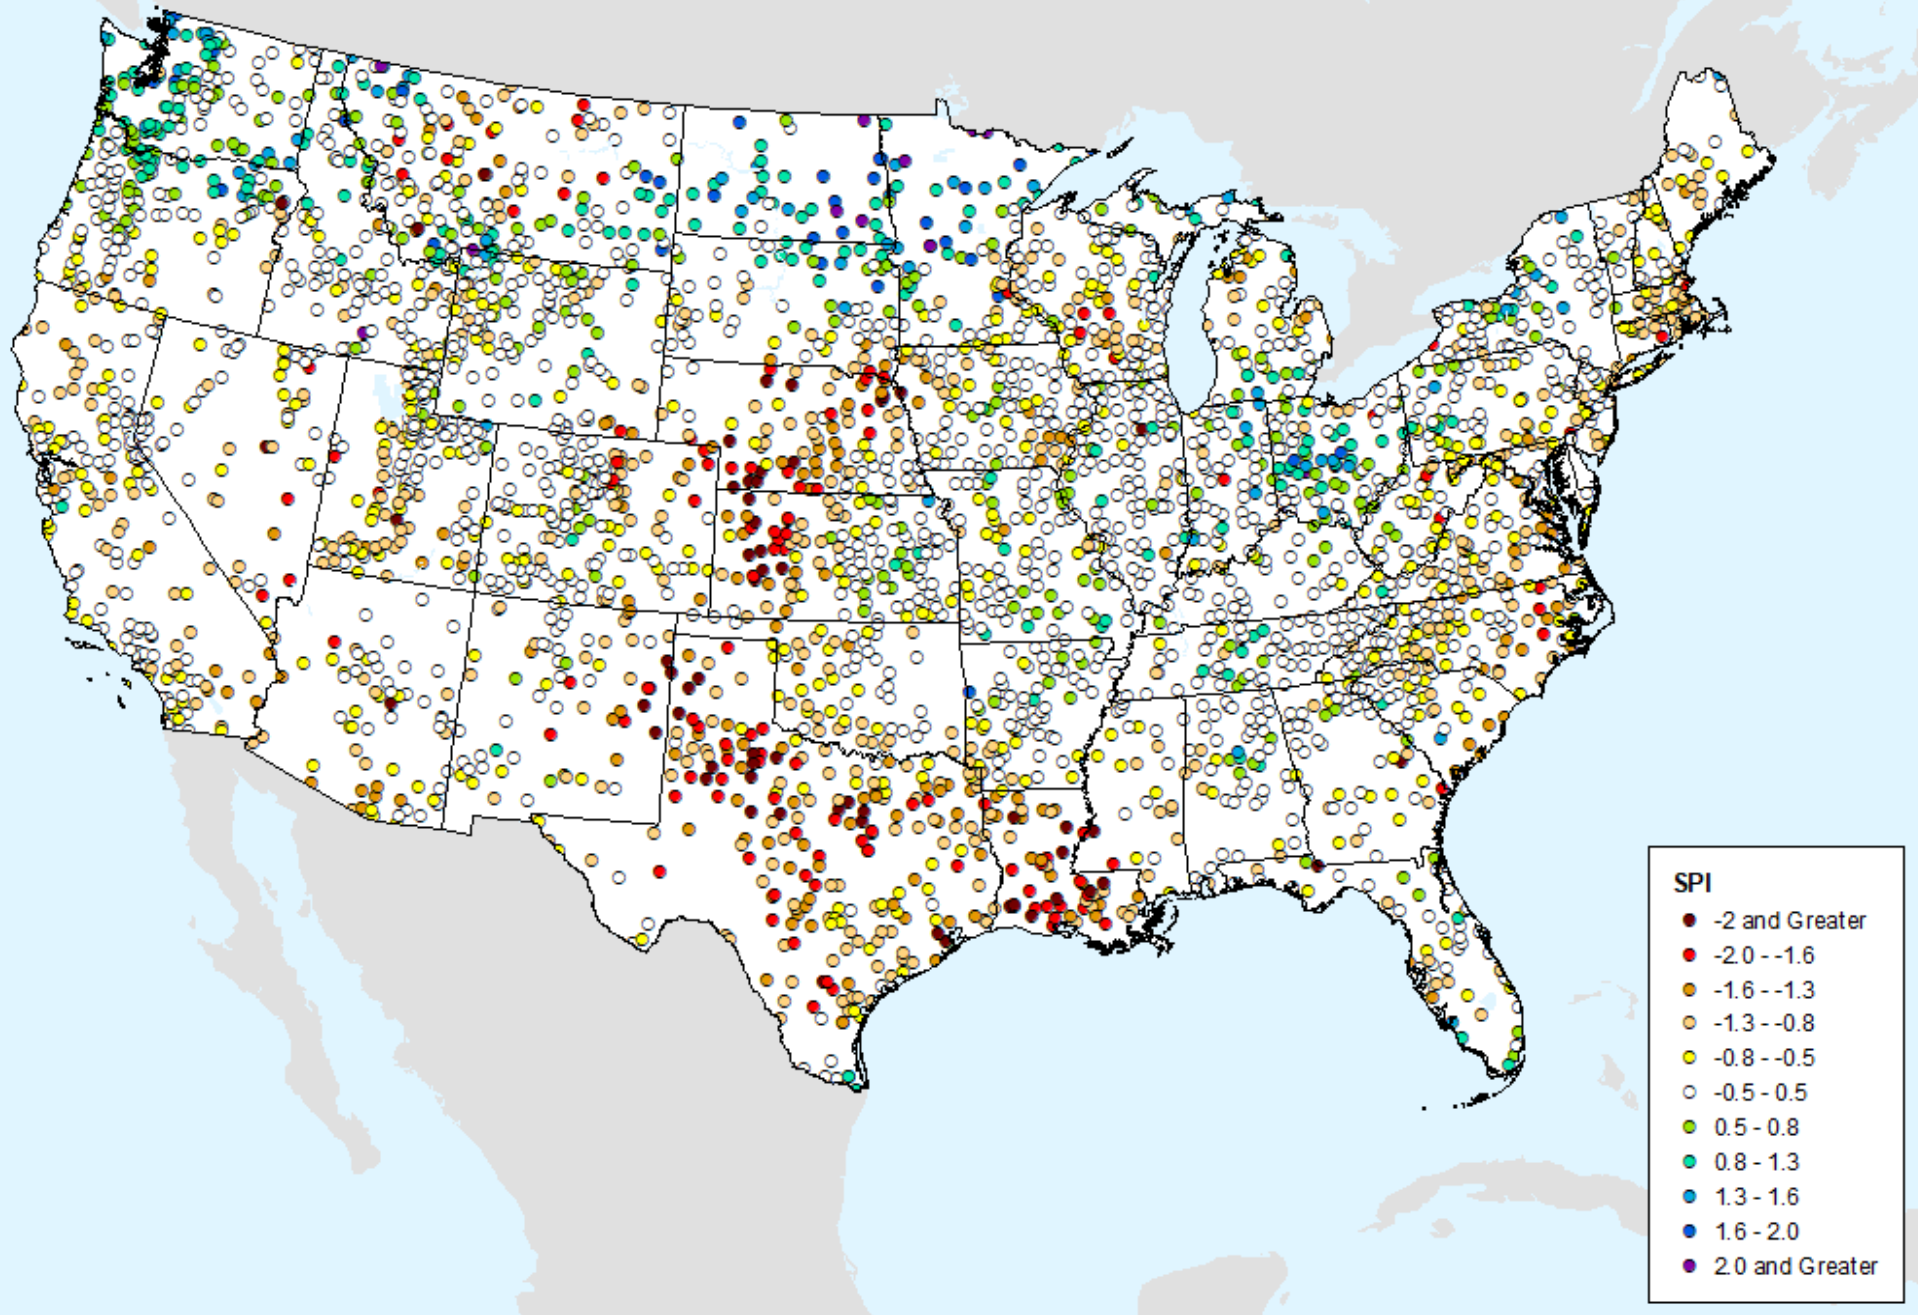 SPI
-2 and Greater
-2.0 - -1.6
-1.6 - -1.3
-1.3 - -0.8
-0.8 - -0.5
-0.5 - 0.5
0.5 - 0.8
0.8 - 1.3
1.3 - 1.6
1.6 - 2.0
2.0 and Greater